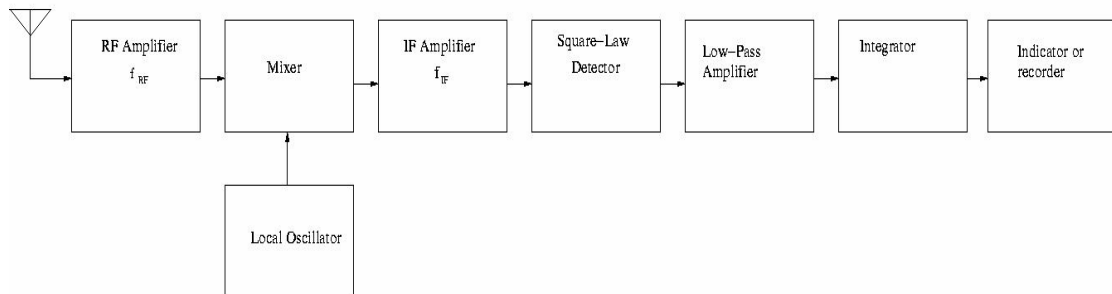 RF Amplifier
f RF
Mixer
IF Amplifier
f IF
Square-Law
Detector
Low-Pass
Amplifier
Integrator
Indicator or
recorder
Local Oscillator